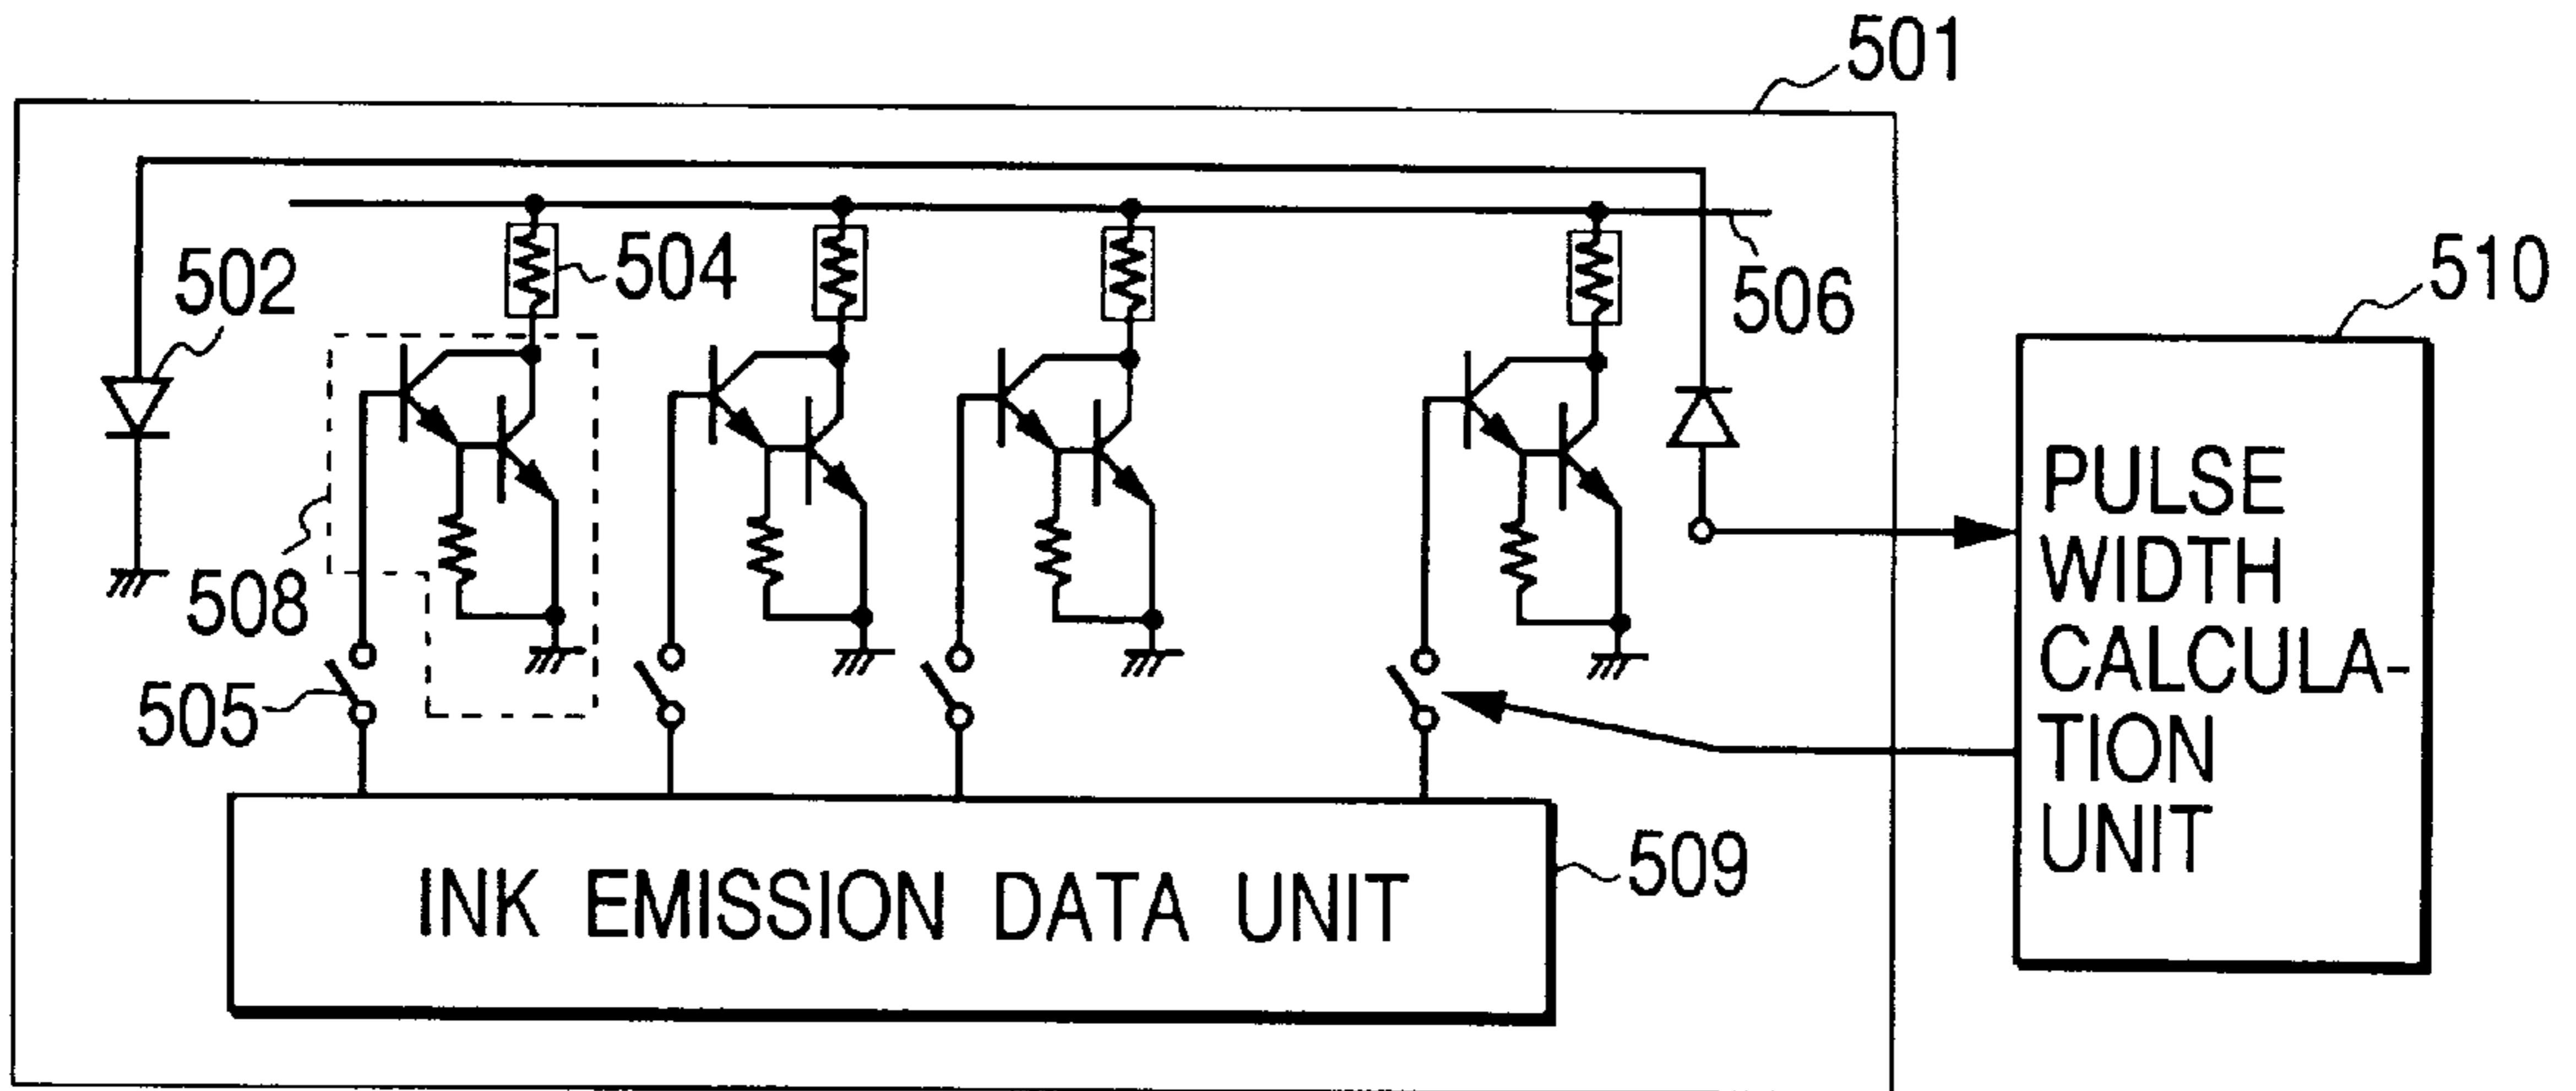 501
502
504
506
510
508
505
PULSE
WIDTH
CALCULA-
TION
UNIT
INK EMISSION DATA UNIT
509